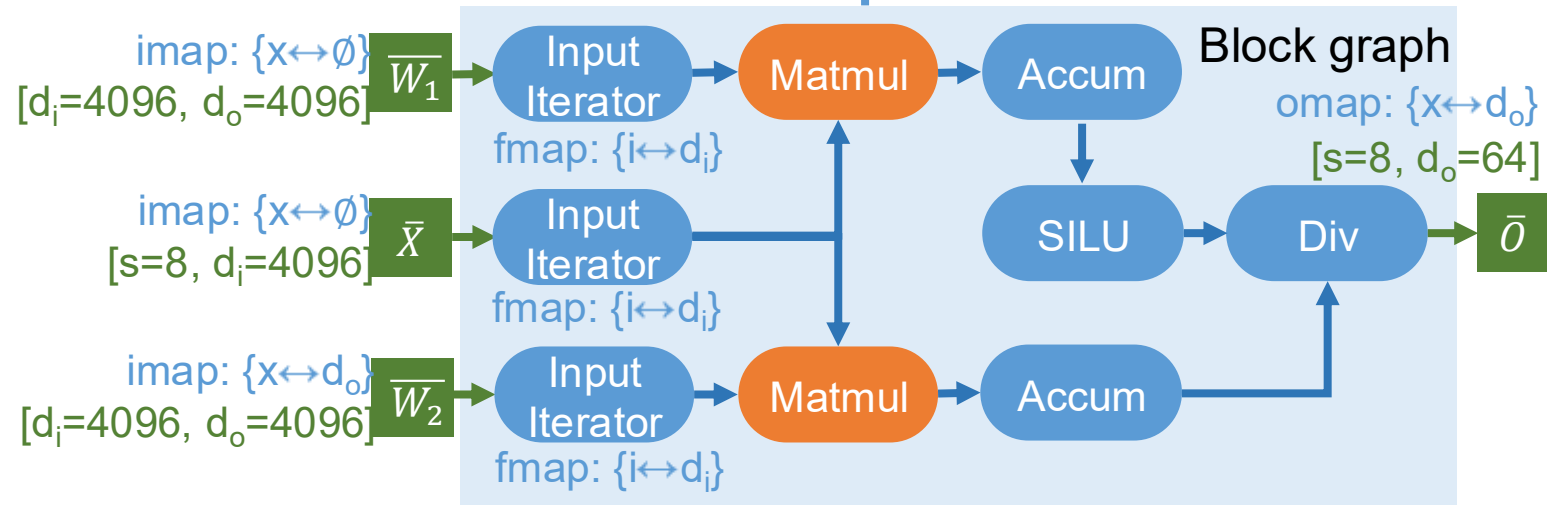 Block graph
imap: {x↔∅}
[dᵢ=4096, dₒ=4096]
W̅₁
Input
Iterator
fmap: {i↔dᵢ}
Matmul
Accum
omap: {x↔dₒ}
[s=8, dₒ=64]
imap: {x↔∅}
[s=8, dᵢ=4096]
X̄
Input
Iterator
fmap: {i↔dᵢ}
SILU
Div
Ō
imap: {x↔dₒ}
[dᵢ=4096, dₒ=4096]
W̅₂
Input
Iterator
fmap: {i↔dᵢ}
Matmul
Accum